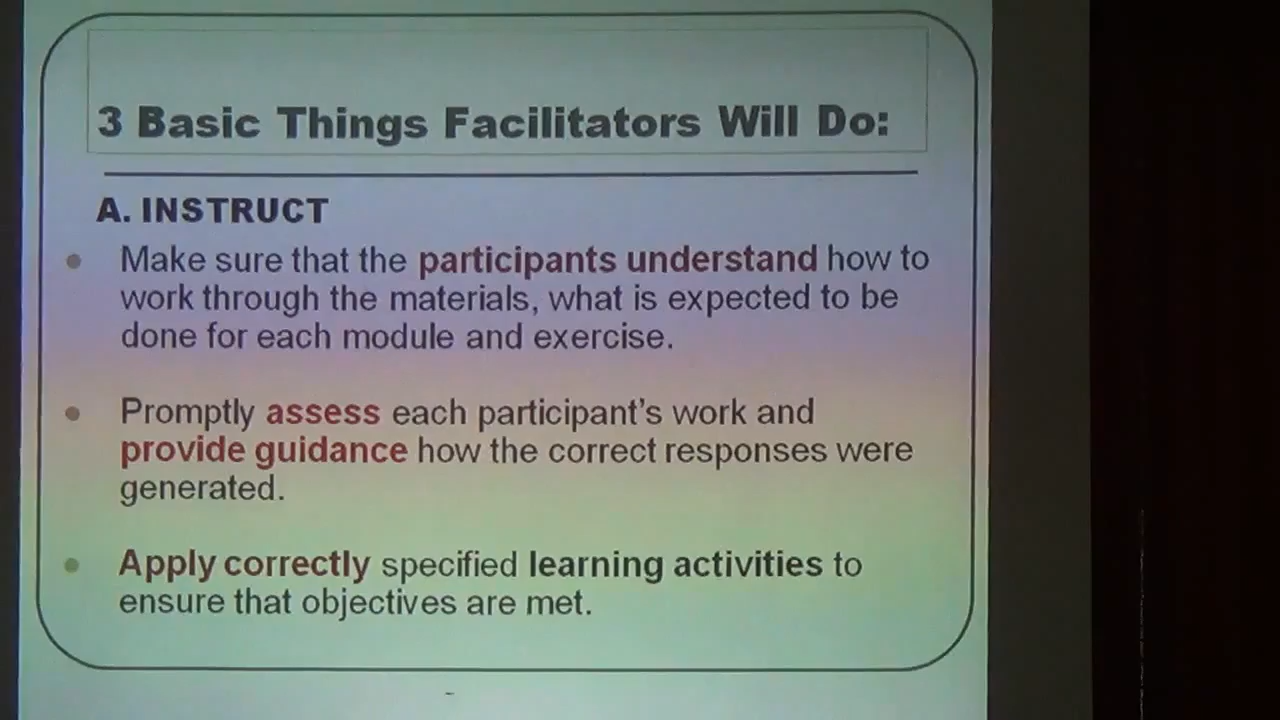 3 Basic Things Facilitators Will Do:
A. INSTRUCT
Make sure that the participants understand how to
work through the materials, what is expected to be
done for each module and exercise.
Promptly assess each participant's work and
provide guidance how the correct responses were
generated.
Apply correctly specified learning activities to
ensure that objectives are met.